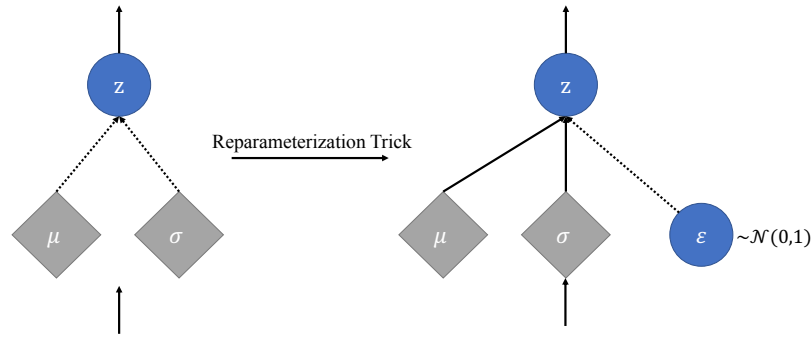 z
μ σ
Reparameterization Trick
z
μ σ ε ~𝒩(0,1)